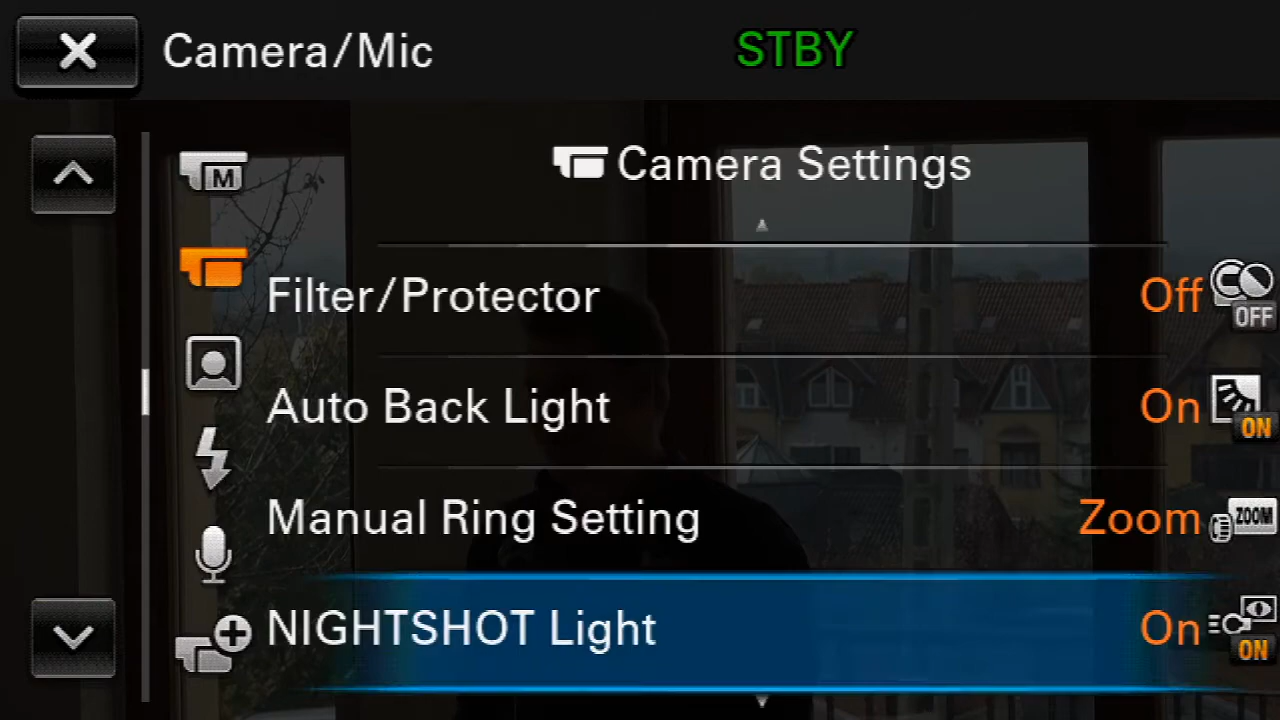 Camera/Mic
STBY
M
Camera Settings
Filter/Protector Off
OFF
Auto Back Light On
ON
Manual Ring Setting Zoom
ZOOM
NIGHTSHOT Light On
ON